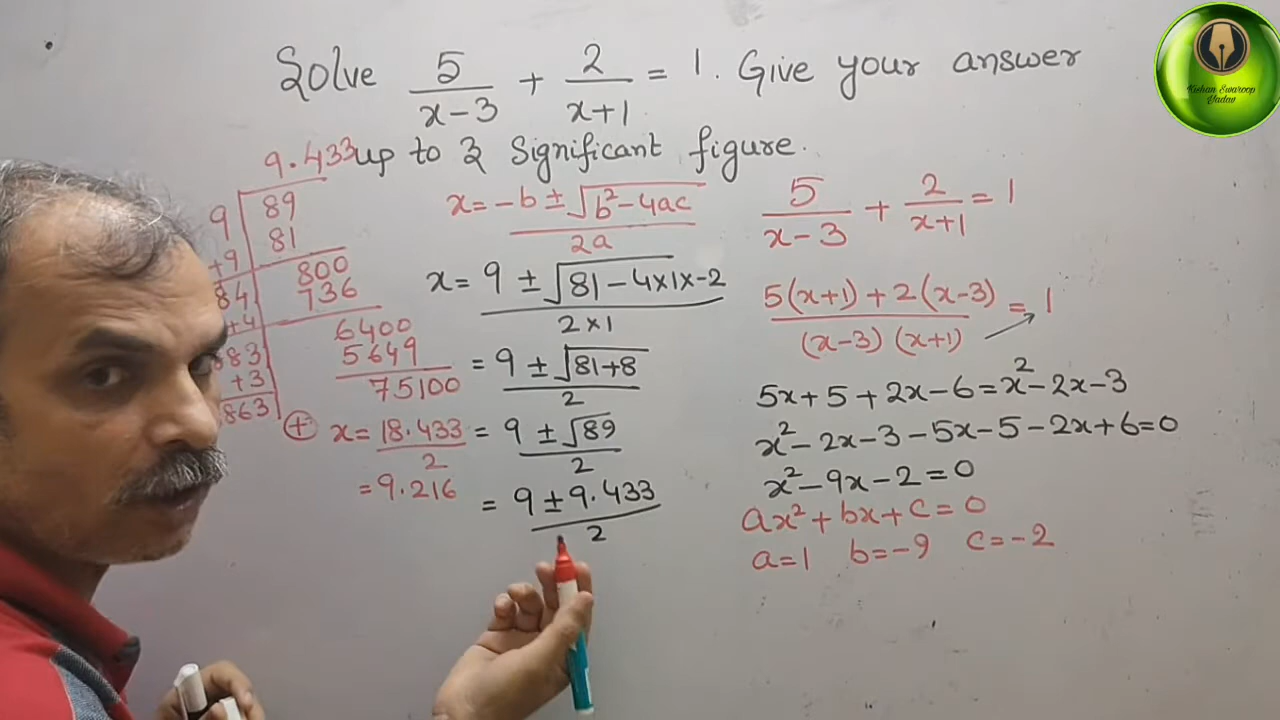 Solve 5/(x-3) + 2/(x+1) = 1. Give your answer
up to 3 significant figure.
9.433
9 | 89
+9 | 81
84 | 800
+4 | 736
883 | 6400
+3 | 5649
863 | 75100
⊕ x = 18.433/2
= 9.216
x = -b ± √(b² - 4ac) / 2a
x = 9 ± √(81 - 4×1×-2) / 2×1
= 9 ± √(81+8) / 2
= 9 ± √89 / 2
= 9 ± 9.433 / 2
5/(x-3) + 2/(x+1) = 1
5(x+1) + 2(x-3) / (x-3)(x+1) = 1
5x + 5 + 2x - 6 = x² - 2x - 3
x² - 2x - 3 - 5x - 5 - 2x + 6 = 0
x² - 9x - 2 = 0
ax² + bx + c = 0
a = 1 b = -9 c = -2
Kishan Swaroop
Yadav